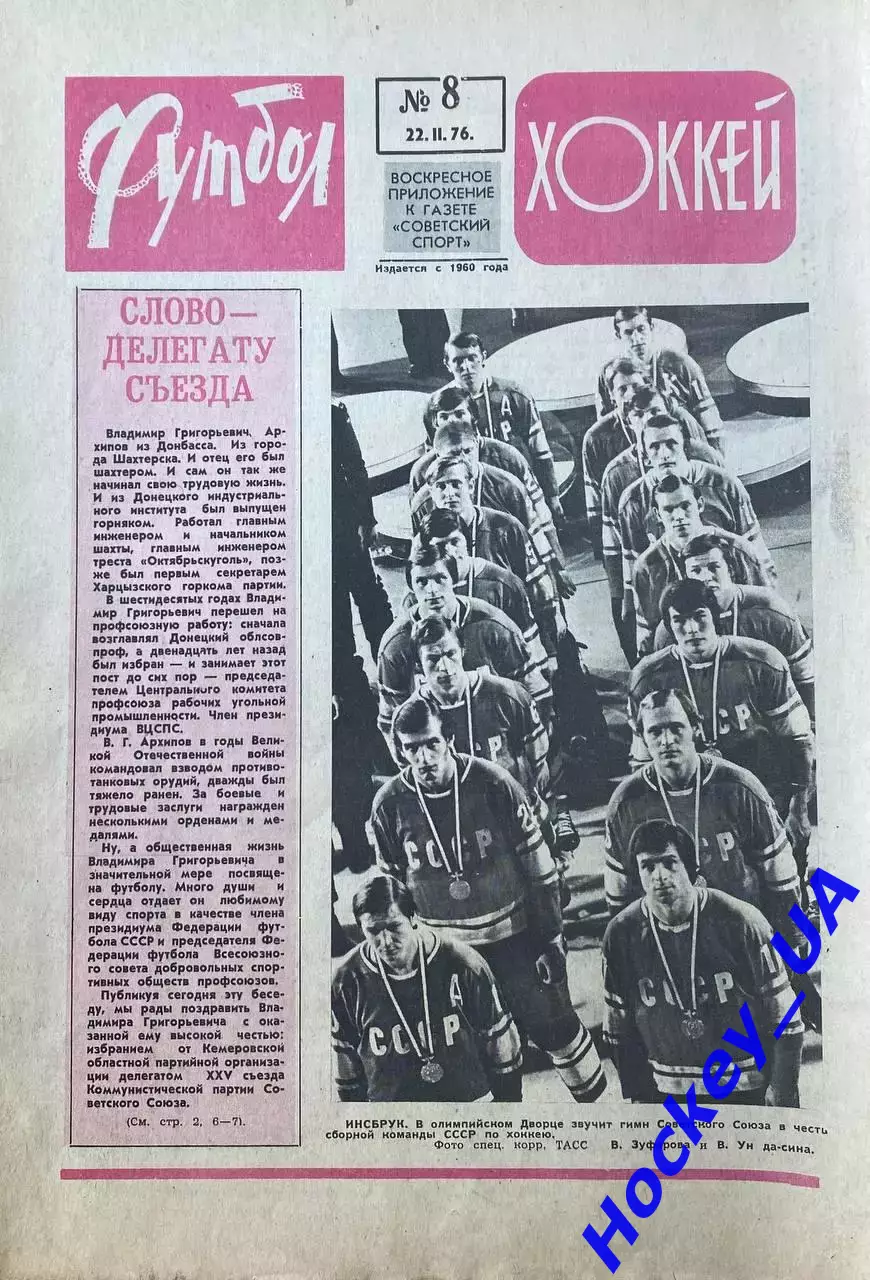 Футбол
№ 8
22.II.76.
ВОСКРЕСНОЕ
ПРИЛОЖЕНИЕ
К ГАЗЕТЕ
«СОВЕТСКИЙ
СПОРТ»
Издается с 1960 года
ХОККЕЙ
СЛОВО —
ДЕЛЕГАТУ
СЪЕЗДА
Владимир Григорьевич Ар-
хипов из Донбасса. Из горо-
да Шахтерска. И отец его был
шахтером. И сам он так же
начинал свою трудовую жизнь.
И из Донецкого индустриаль-
ного института был выпущен
горняком. Работал главным
инженером и начальником
шахты, главным инженером
треста «Октябрьскуголь», поз-
же был первым секретарем
Харцызского горкома партии.
В шестидесятых годах Влади-
мир Григорьевич перешел на
профсоюзную работу: сначала
возглавлял Донецкий облсов-
проф, а двенадцать лет назад
был избран — и занимает этот
пост до сих пор — председа-
телем Центрального комитета
профсоюза рабочих угольной
промышленности. Член прези-
диума ВЦСПС.
В. Г. Архипов в годы Вели-
кой Отечественной войны
командовал взводом противо-
танковых орудий, дважды был
тяжело ранен. За боевые и
трудовые заслуги награжден
несколькими орденами и ме-
далями.
Ну, а общественная жизнь
Владимира Григорьевича в
значительной мере посвяще-
на футболу. Много души и
сердца отдает он любимому
виду спорта в качестве члена
президиума Федерации фут-
бола СССР и председателя Фе-
дерации футбола Всесоюзно-
го совета добровольных спор-
тивных обществ профсоюзов.
Публикуя сегодня эту бесе-
ду, мы рады поздравить Вла-
димира Григорьевича с ока-
занной ему высокой честью:
избранием от Кемеровской
областной партийной организа-
ции делегатом XXV съезда
Коммунистической партии Со-
ветского Союза.
(См. стр. 2, 6—7).
А
К
СССР
СССР
СССР
А
СССР
СССР
ИНСБРУК. В олимпийском Дворце звучит гимн Советского Союза в честь
сборной команды СССР по хоккею.
Фото спец. корр, ТАСС В. Зуфарова и В. Ун да-сина.
Hockey_UA